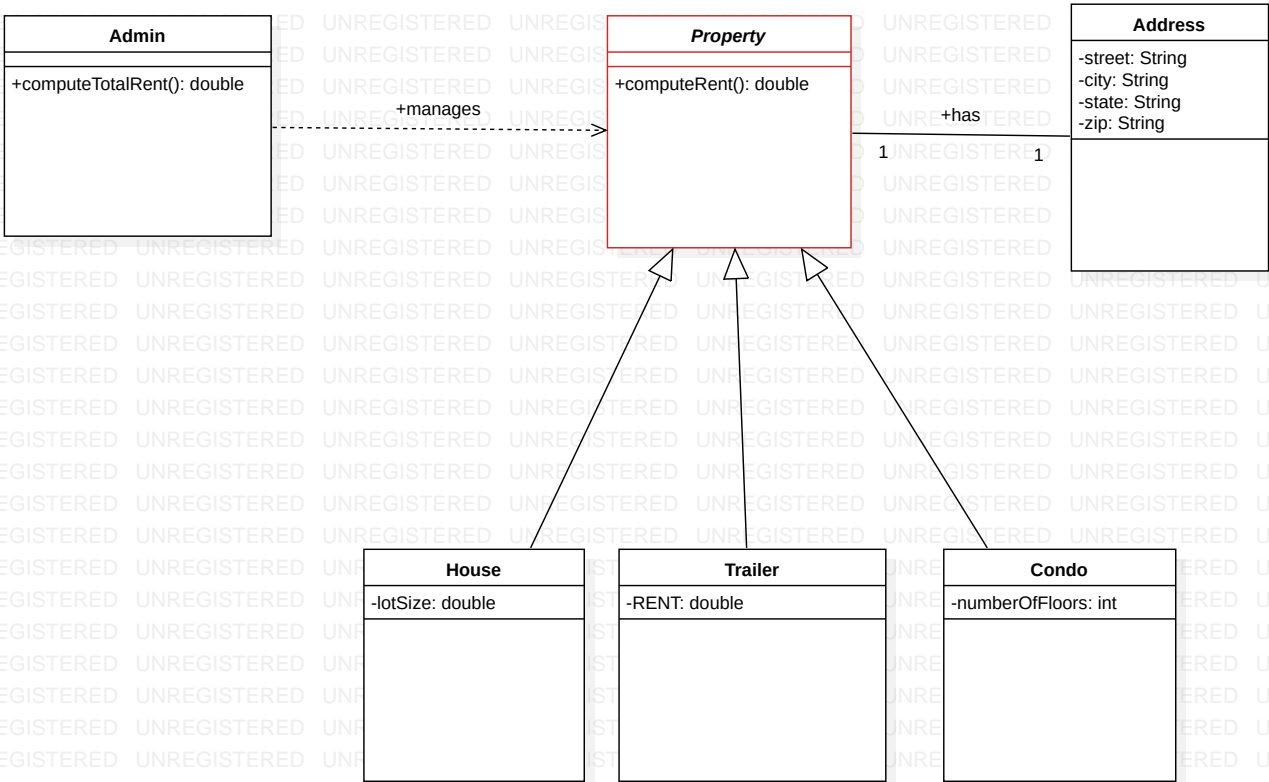 Admin
+computeTotalRent(): double
+manages
Property
+computeRent(): double
+has
1
1
Address
-street: String
-city: String
-state: String
-zip: String
House
-lotSize: double
Trailer
-RENT: double
Condo
-numberOfFloors: int
UNREGISTERED